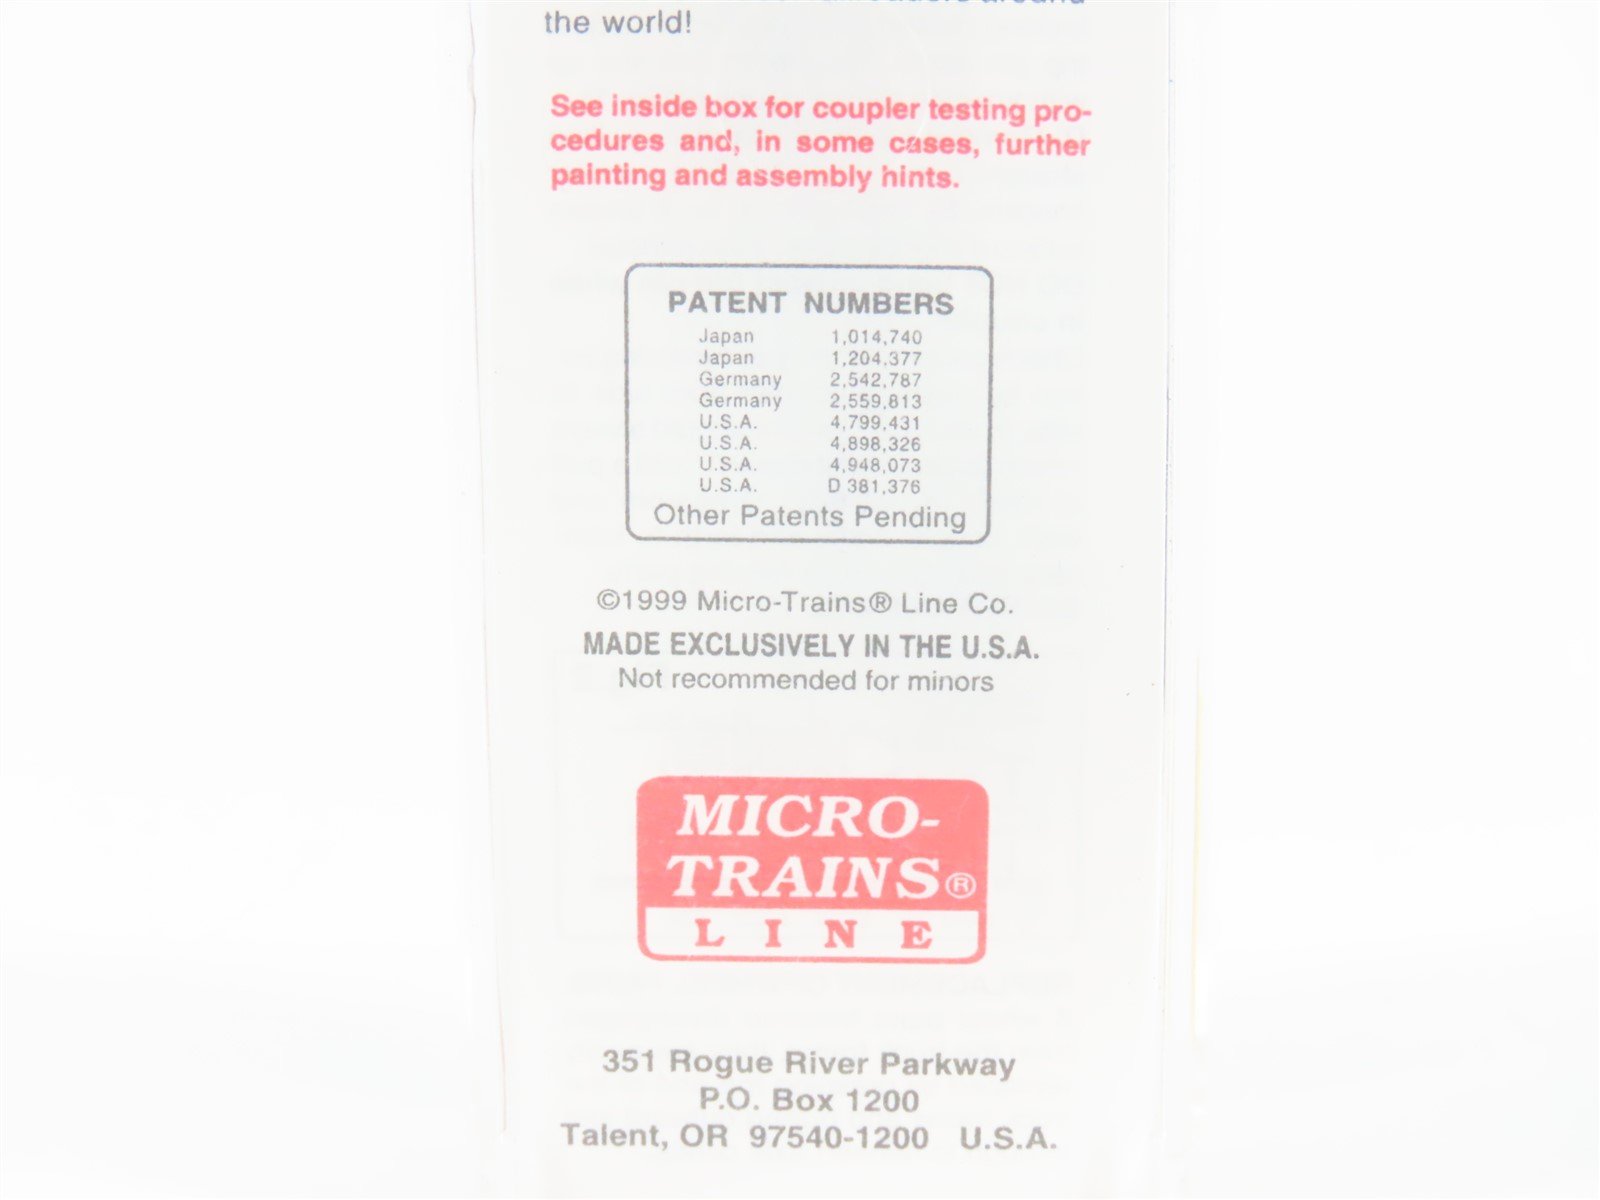 around
the world!
See inside box for coupler testing pro-
cedures and, in some cases, further
painting and assembly hints.
PATENT NUMBERS
Japan 1,014,740
Japan 1,204,377
Germany 2,542,787
Germany 2,559,813
U.S.A. 4,799,431
U.S.A. 4,898,326
U.S.A. 4,948,073
U.S.A. D 381,376
Other Patents Pending
©1999 Micro-Trains® Line Co.
MADE EXCLUSIVELY IN THE U.S.A.
Not recommended for minors
MICRO-
TRAINS®
LINE
351 Rogue River Parkway
P.O. Box 1200
Talent, OR 97540-1200 U.S.A.